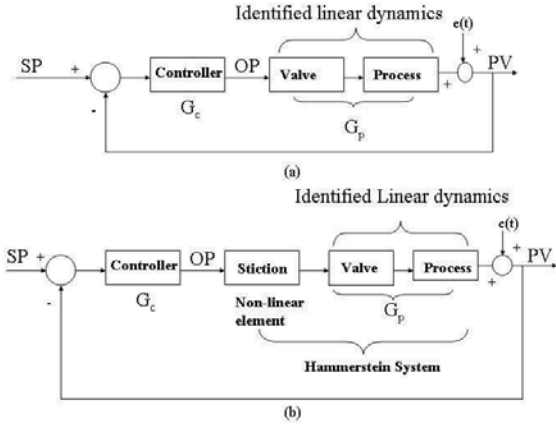 Identified linear dynamics
e(t)
SP + Controller OP Valve Process + + PV
G_c
- G_p
(a)
Identified Linear dynamics
e(t)
SP + Controller OP Stiction Valve Process + + PV
G_c
Non-linear element
G_p
-
Hammerstein System
(b)